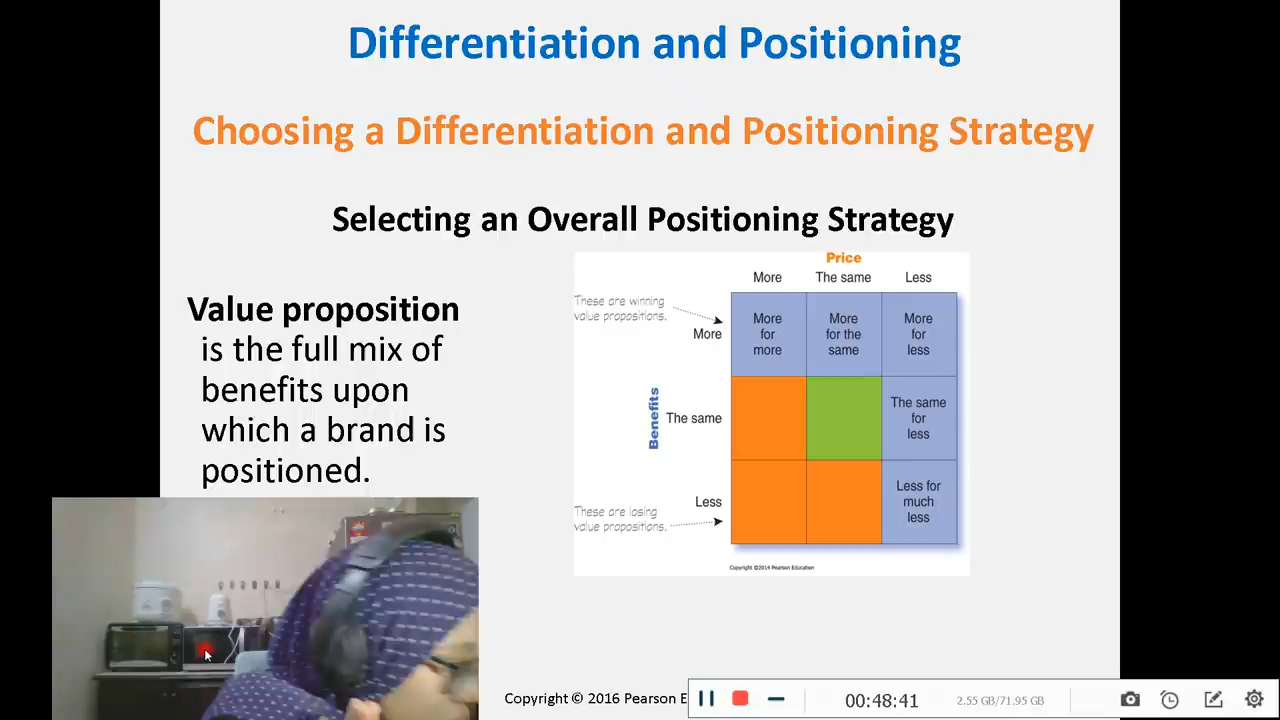 Differentiation and Positioning
Choosing a Differentiation and Positioning Strategy
Selecting an Overall Positioning Strategy
Value proposition
is the full mix of
benefits upon
which a brand is
positioned.
Price
More The same Less
These are winning
value propositions.
More
More
for
more
More
for the
same
More
for
less
Benefits
The same
The same
for
less
Less
Less for
much
less
These are losing
value propositions.
Copyright ©2014 Pearson Education
Copyright © 2016 Pearson E
00:48:41
2.55 GB/71.95 GB